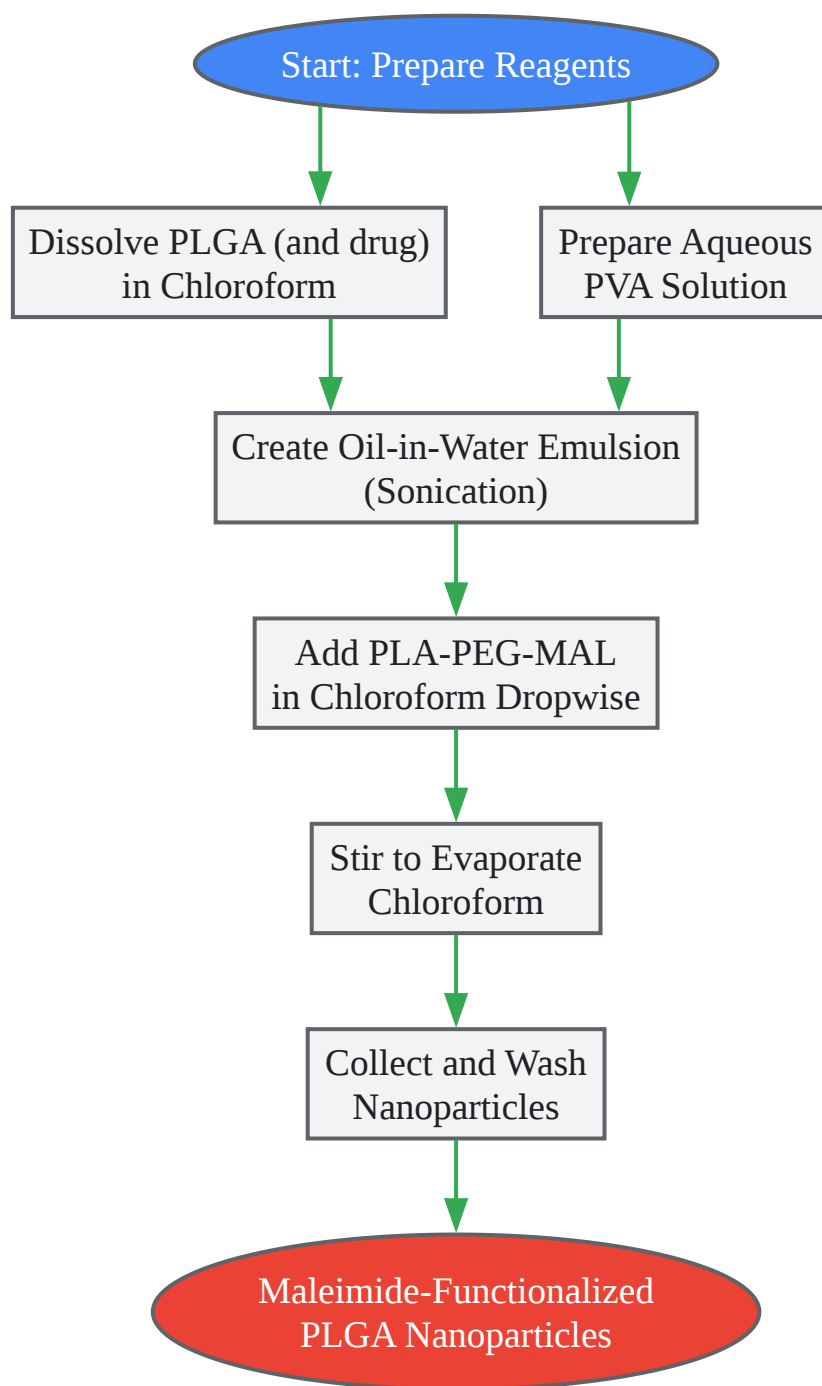 Start: Prepare Reagents
Dissolve PLGA (and drug)
in Chloroform
Prepare Aqueous
PVA Solution
Create Oil-in-Water Emulsion
(Sonication)
Add PLA-PEG-MAL
in Chloroform Dropwise
Stir to Evaporate
Chloroform
Collect and Wash
Nanoparticles
Maleimide-Functionalized
PLGA Nanoparticles